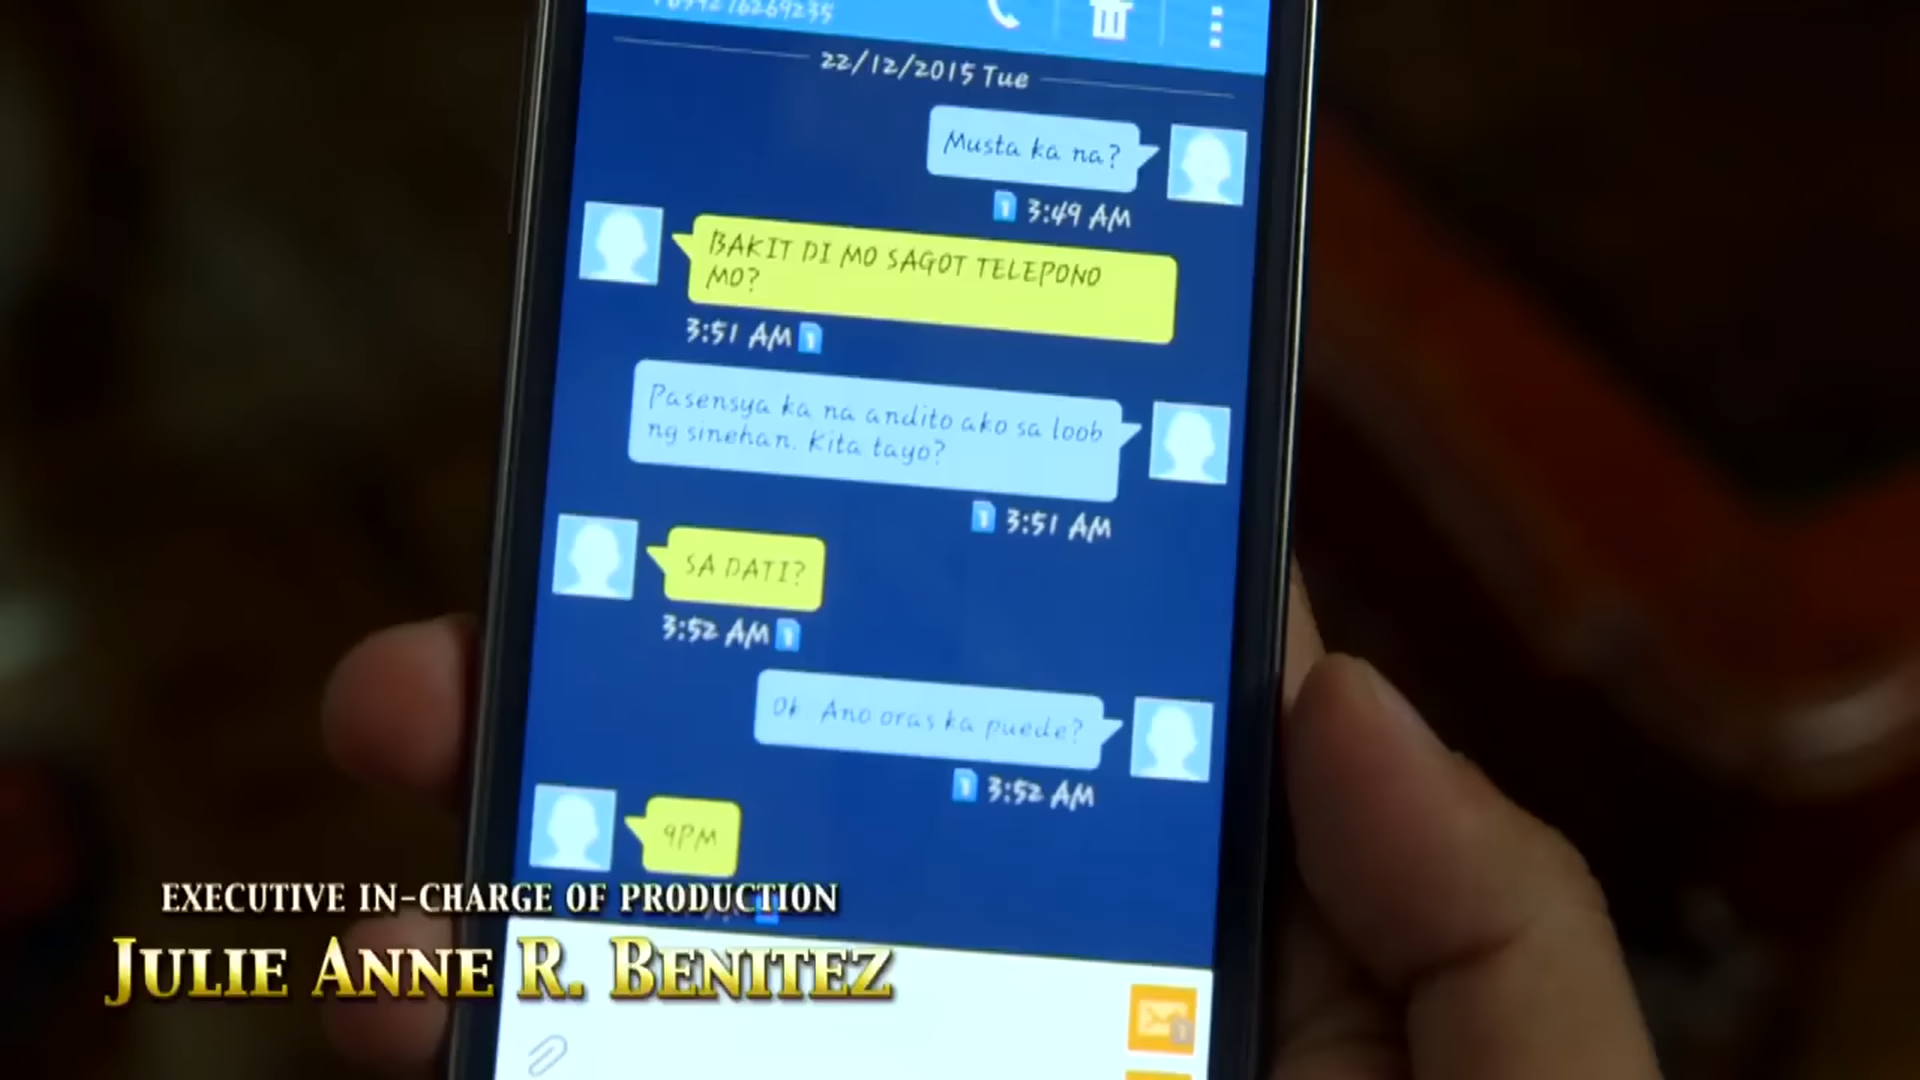 22/12/2015 Tue
Musta ka na?
3:49 AM
BAKIT DI MO SAGOT TELEPONO
MO?
3:51 AM
Pasensya ka na andito ako sa loob
ng sinehan. Kita tayo?
3:51 AM
SA DATI?
3:52 AM
Ok. Ano oras ka puede?
3:52 AM
9PM
EXECUTIVE IN-CHARGE OF PRODUCTION
JULIE ANNE R. BENITEZ